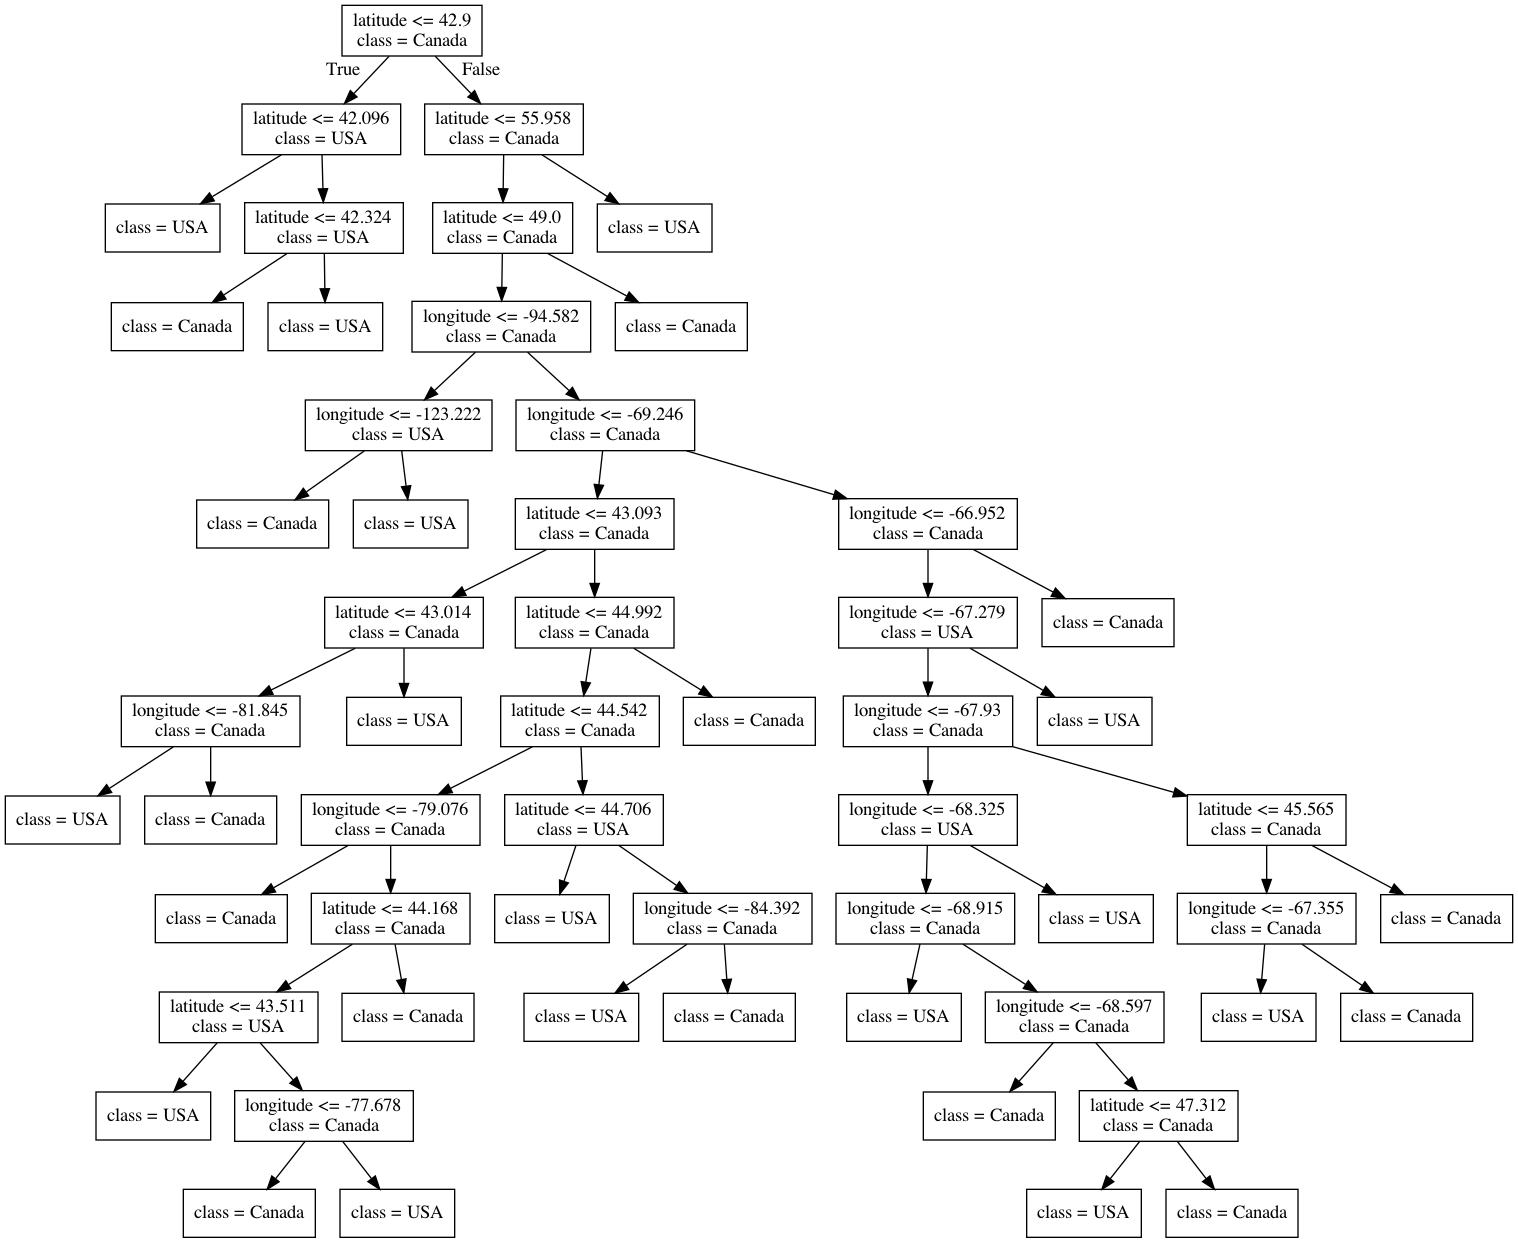 latitude <= 42.9
class = Canada
True
False
latitude <= 42.096
class = USA
latitude <= 55.958
class = Canada
class = USA
latitude <= 42.324
class = USA
latitude <= 49.0
class = Canada
class = USA
class = Canada
class = USA
longitude <= -94.582
class = Canada
class = Canada
longitude <= -123.222
class = USA
longitude <= -69.246
class = Canada
class = Canada
class = USA
latitude <= 43.093
class = Canada
longitude <= -66.952
class = Canada
latitude <= 43.014
class = Canada
latitude <= 44.992
class = Canada
longitude <= -67.279
class = USA
class = Canada
longitude <= -81.845
class = Canada
class = USA
latitude <= 44.542
class = Canada
class = Canada
longitude <= -67.93
class = Canada
class = USA
class = USA
class = Canada
longitude <= -79.076
class = Canada
latitude <= 44.706
class = USA
longitude <= -68.325
class = USA
latitude <= 45.565
class = Canada
class = Canada
latitude <= 44.168
class = Canada
class = USA
longitude <= -84.392
class = Canada
longitude <= -68.915
class = Canada
class = USA
longitude <= -67.355
class = Canada
class = Canada
latitude <= 43.511
class = USA
class = Canada
class = USA
class = Canada
class = USA
longitude <= -68.597
class = Canada
class = USA
class = Canada
class = USA
longitude <= -77.678
class = Canada
class = Canada
latitude <= 47.312
class = Canada
class = Canada
class = USA
class = USA
class = Canada